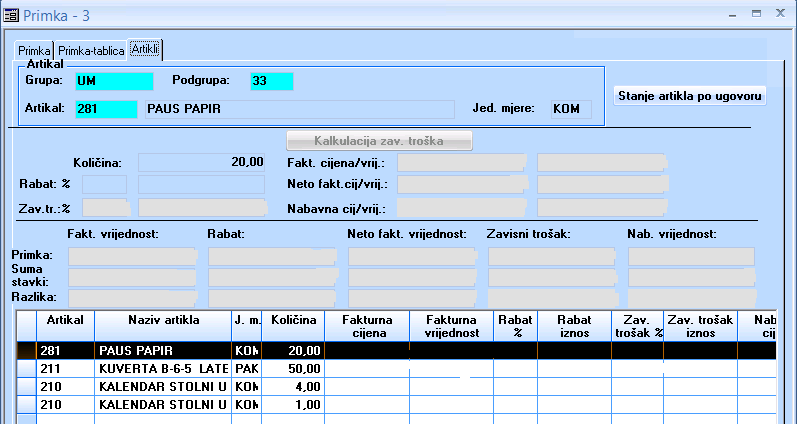 Primka - 3
Primka Primka-tablica Artikli
Artikal
Grupa: UM Podgrupa: 33
Stanje artikla po ugovoru
Artikal: 281 PAUS PAPIR Jed. mjere: KOM
Kalkulacija zav. troška
Količina: 20,00 Fakt. cijena/vrij.:
Rabat: % Neto fakt.cij/vrij.:
Zav.tr.:% Nabavna cij/vrij.:
Fakt. vrijednost: Rabat: Neto fakt. vrijednost: Zavisni trošak: Nab. vrijednost:
Primka:
Suma
stavki:
Razlika:
Artikal Naziv artikla J. m. Količina Fakturna cijena Fakturna vrijednost Rabat % Rabat iznos Zav. trošak % Zav. trošak iznos Nab cij
281 PAUS PAPIR KOM 20,00
211 KUVERTA B-6-5 LATE PAK 50,00
210 KALENDAR STOLNI U KOM 4,00
210 KALENDAR STOLNI U KOM 1,00